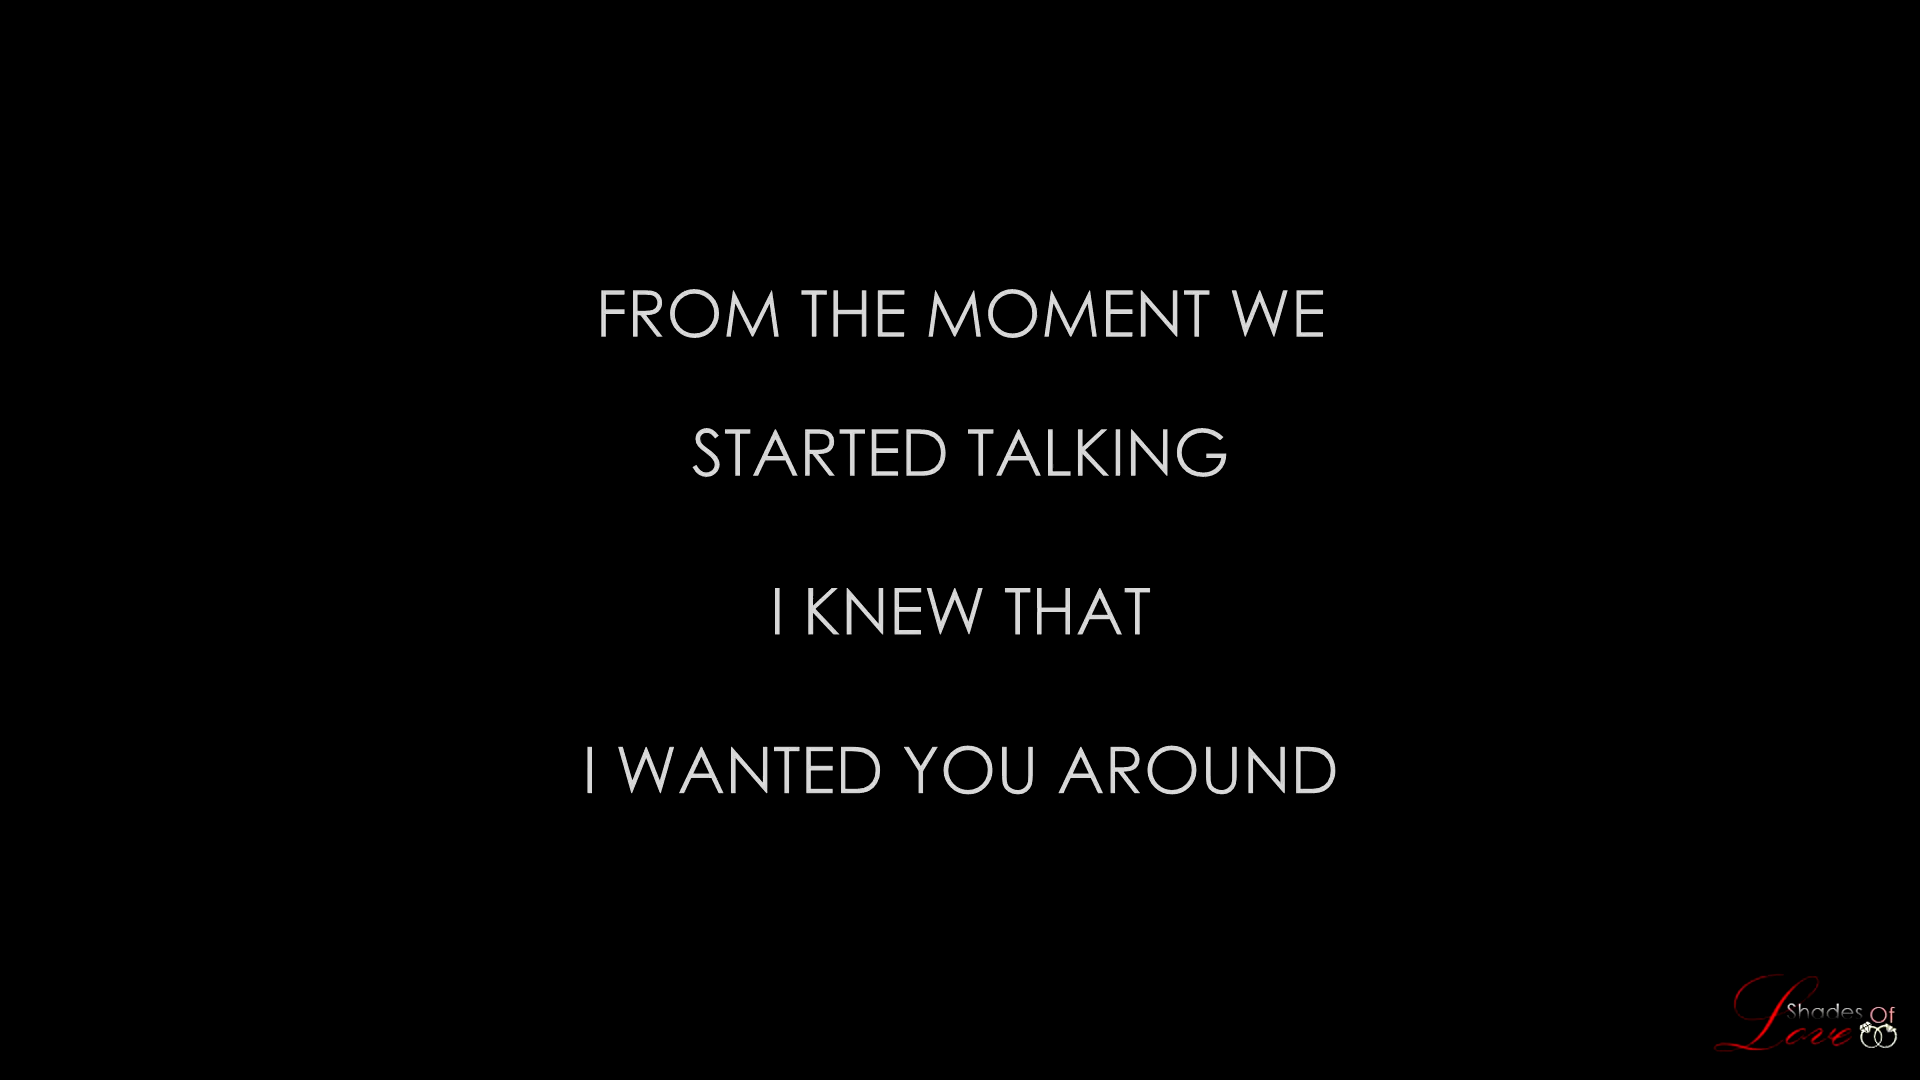 FROM THE MOMENT WE
STARTED TALKING
I KNEW THAT
I WANTED YOU AROUND
Shades Of
Love